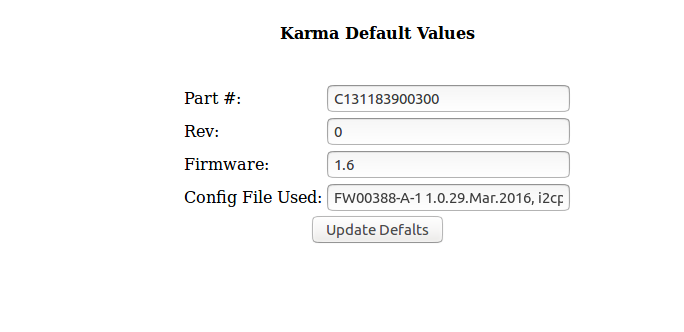 Karma Default Values
Part #: C131183900300
Rev: 0
Firmware: 1.6
Config File Used: FW00388-A-1 1.0.29.Mar.2016, i2cp
Update Defalts